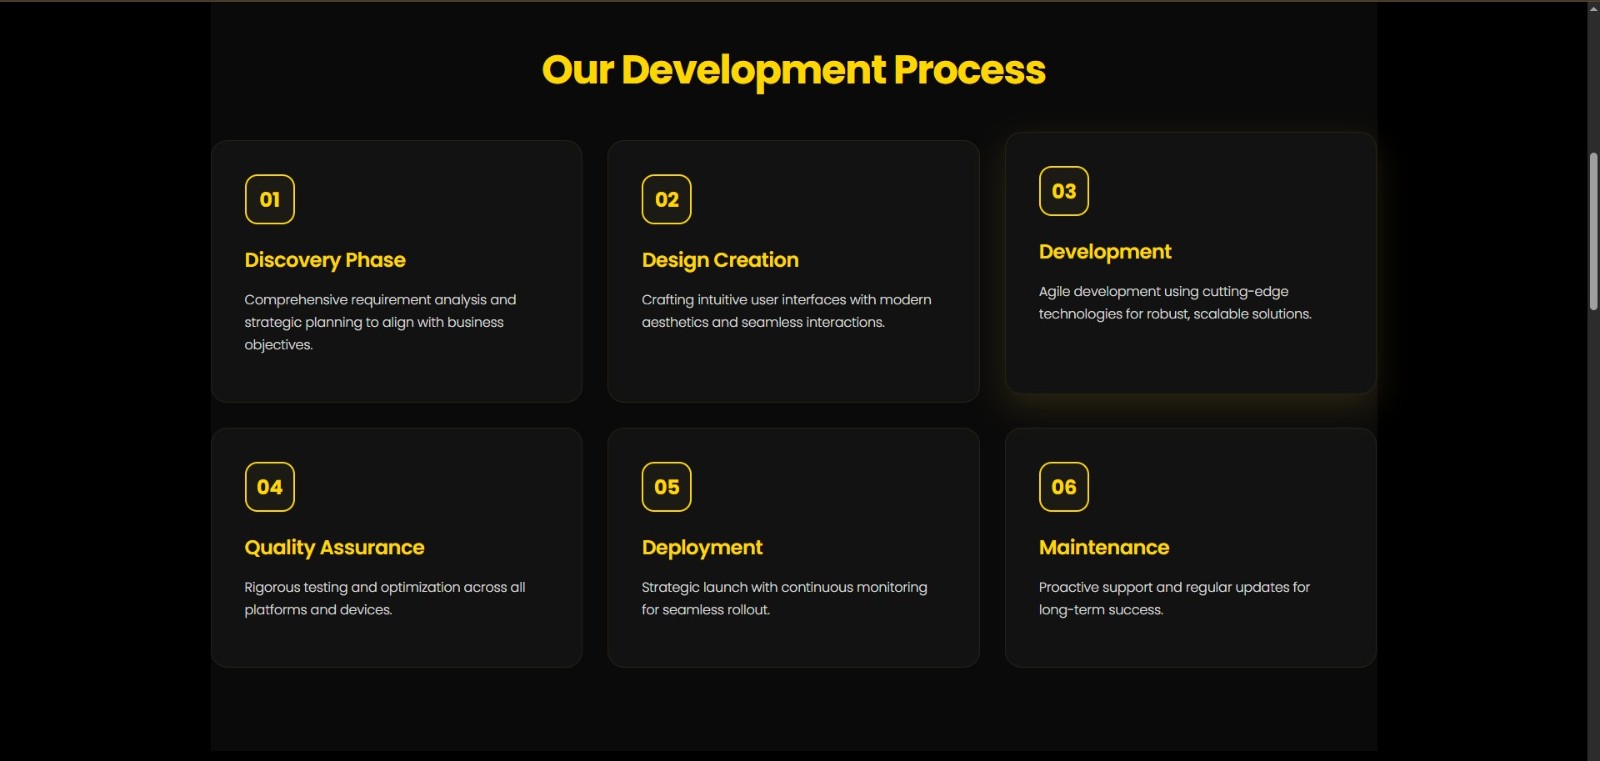 Our Development Process
01
Discovery Phase
Comprehensive requirement analysis and
strategic planning to align with business
objectives.
02
Design Creation
Crafting intuitive user interfaces with modern
aesthetics and seamless interactions.
03
Development
Agile development using cutting-edge
technologies for robust, scalable solutions.
04
Quality Assurance
Rigorous testing and optimization across all
platforms and devices.
05
Deployment
Strategic launch with continuous monitoring
for seamless rollout.
06
Maintenance
Proactive support and regular updates for
long-term success.